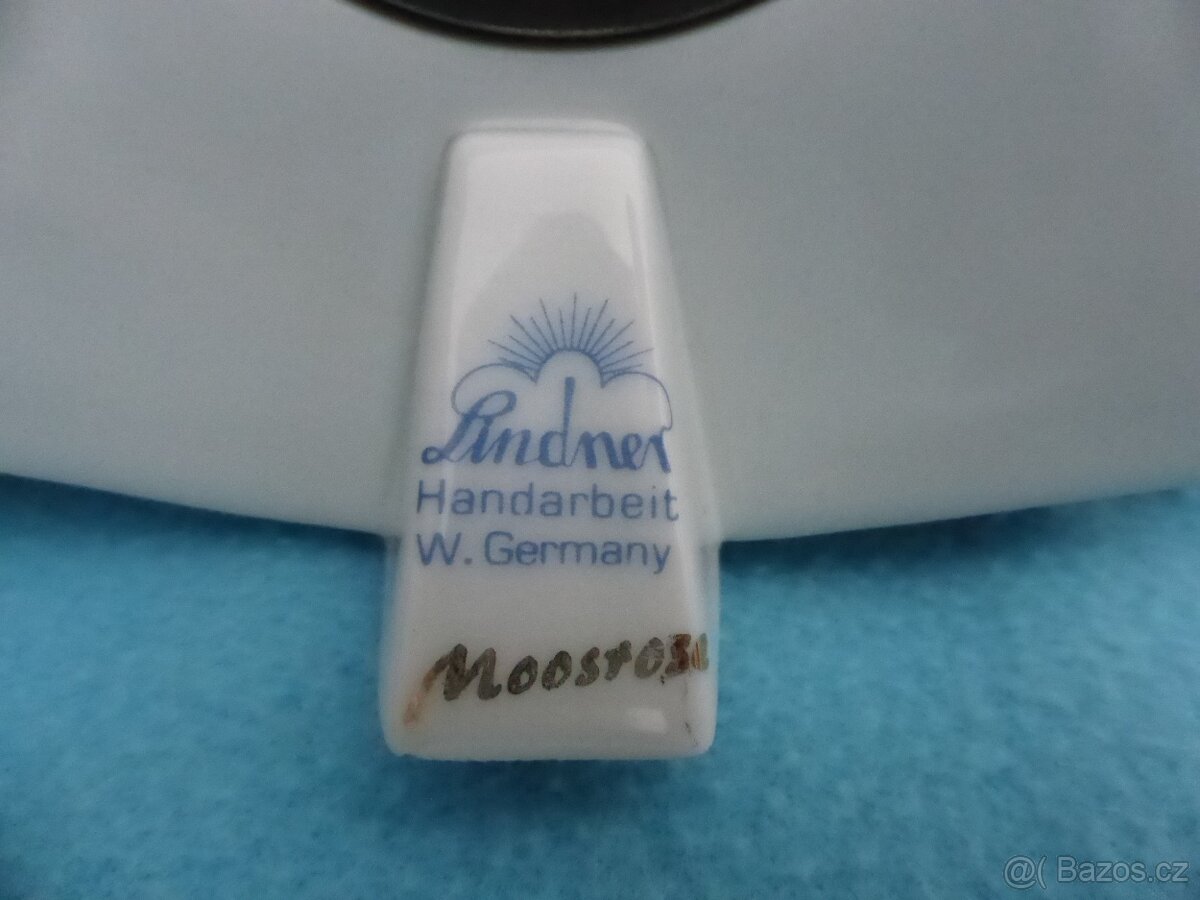 Lindner
Handarbeit
W. Germany
Moosrose
@( Bazos.cz